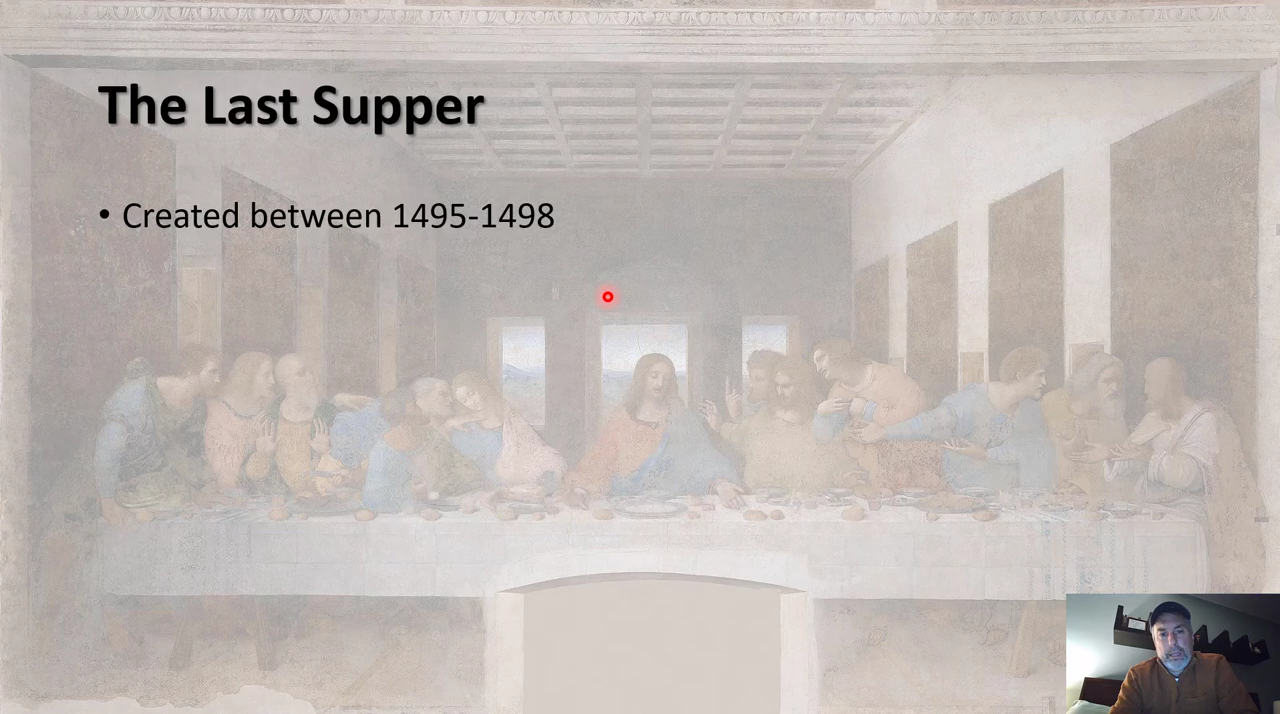 The Last Supper
• Created between 1495-1498